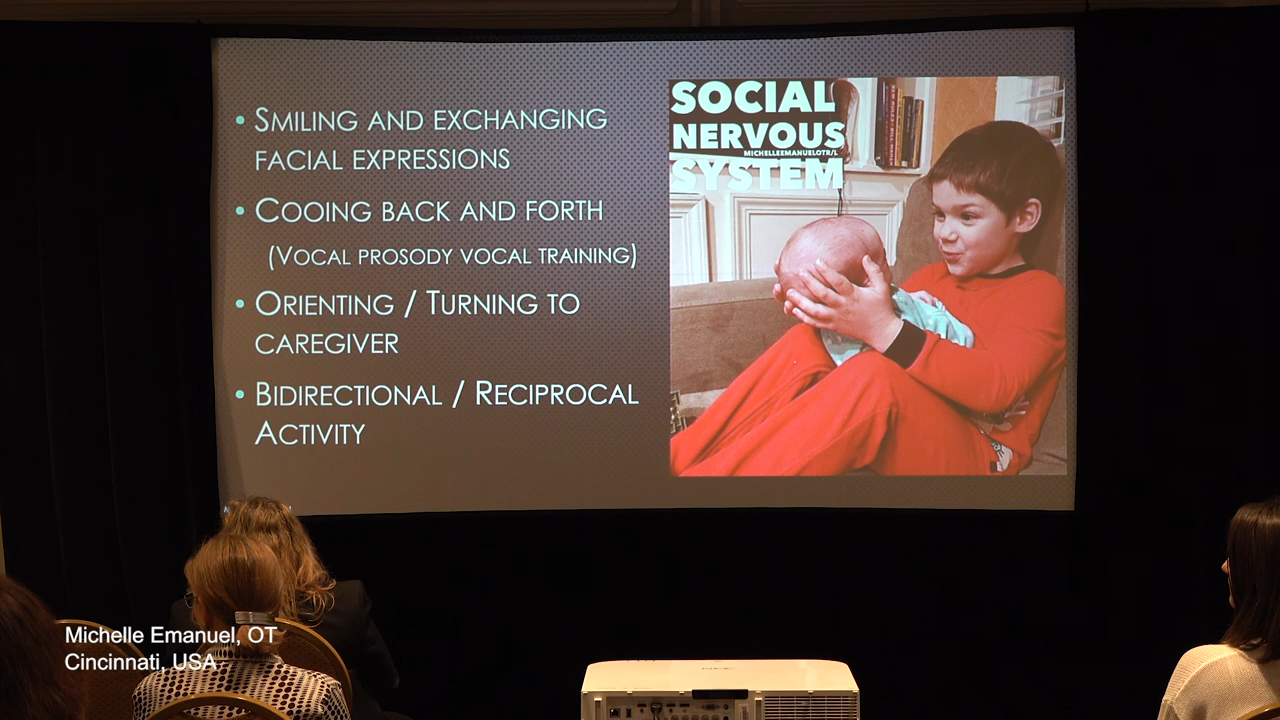 • SMILING AND EXCHANGING
FACIAL EXPRESSIONS
• COOING BACK AND FORTH
(VOCAL PROSODY VOCAL TRAINING)
• ORIENTING / TURNING TO
CAREGIVER
• BIDIRECTIONAL / RECIPROCAL
ACTIVITY
SOCIAL
NERVOUS
MICHELLEEMANUELOTR/L
SYSTEM
Michelle Emanuel, OT
Cincinnati, USA
NEC